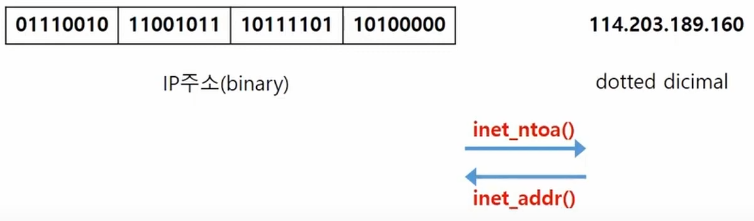 01110010 11001011 10111101 10100000 114.203.189.160
IP주소(binary) dotted dicimal
inet_ntoa()
inet_addr()